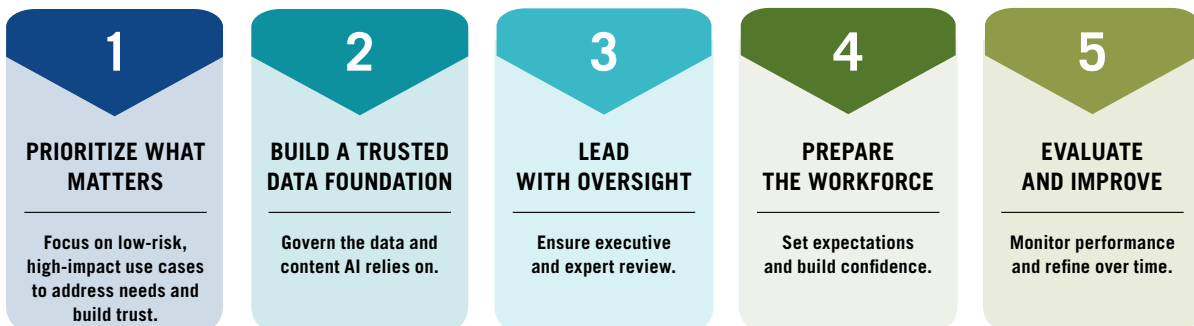 1
PRIORITIZE WHAT
MATTERS
Focus on low-risk,
high-impact use cases
to address needs and
build trust.
2
BUILD A TRUSTED
DATA FOUNDATION
Govern the data and
content AI relies on.
3
LEAD
WITH OVERSIGHT
Ensure executive
and expert review.
4
PREPARE
THE WORKFORCE
Set expectations
and build confidence.
5
EVALUATE
AND IMPROVE
Monitor performance
and refine over time.